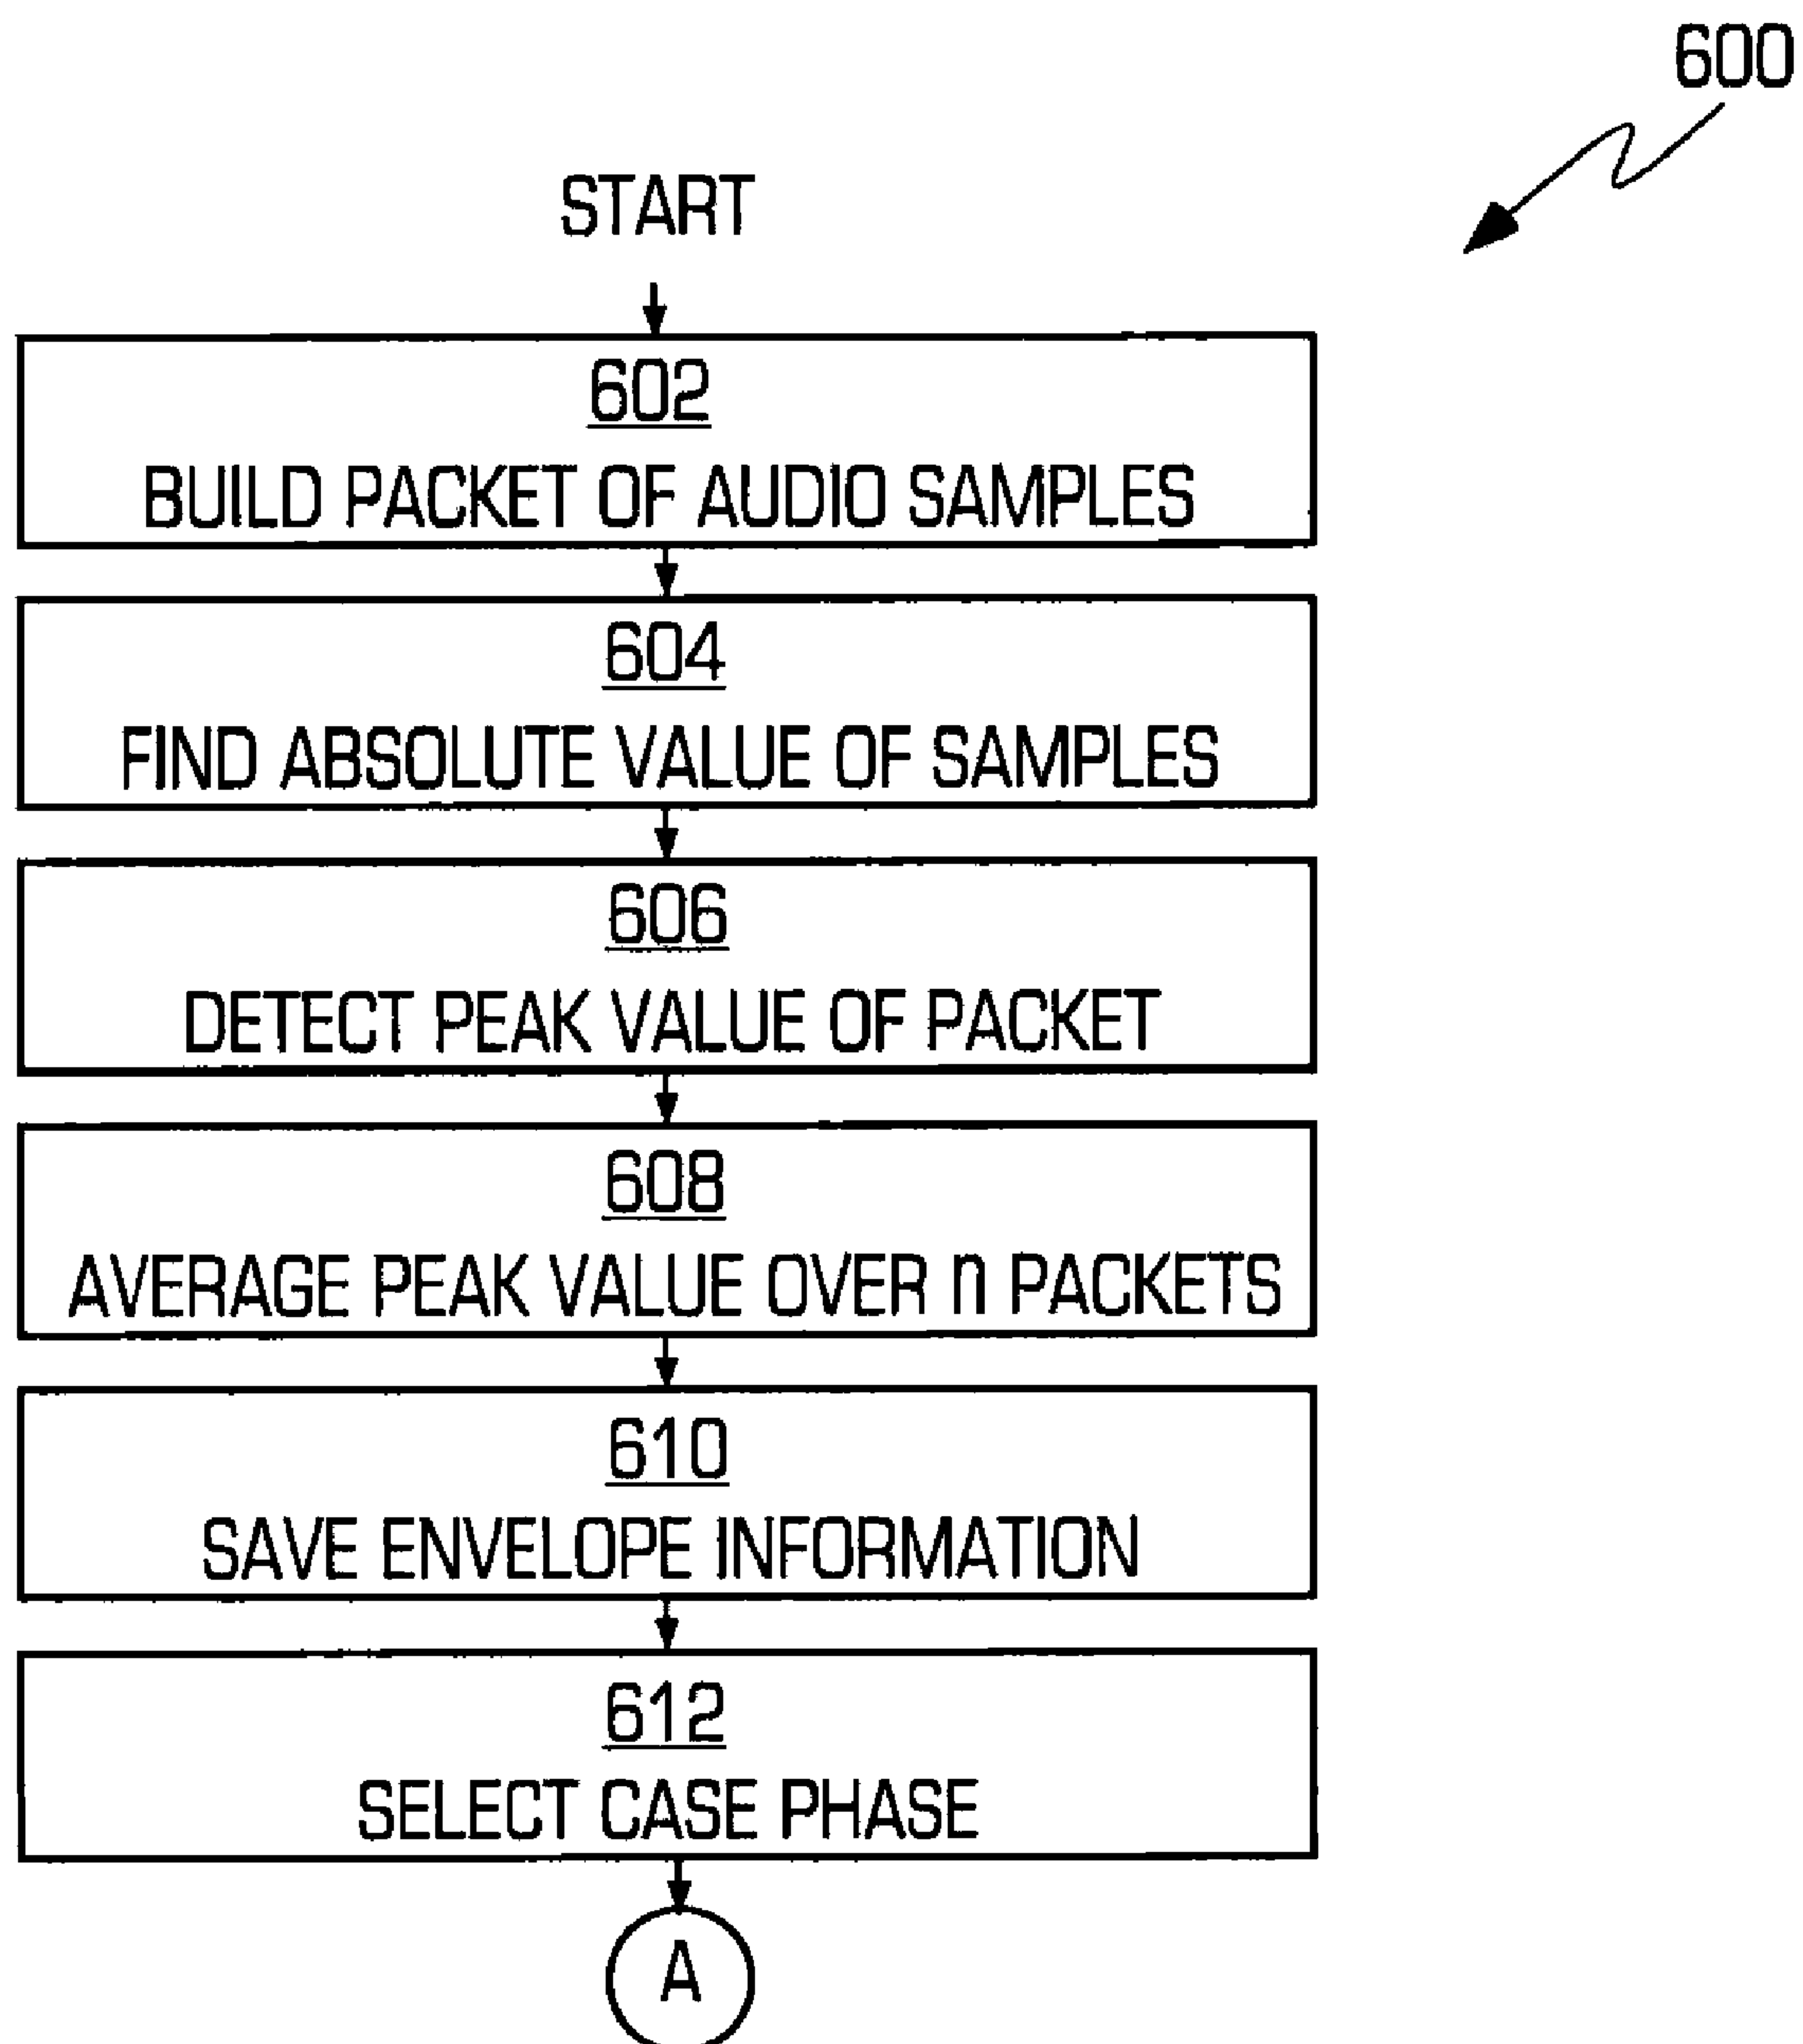 600
START
602
BUILD PACKET OF AUDIO SAMPLES
604
FIND ABSOLUTE VALUE OF SAMPLES
606
DETECT PEAK VALUE OF PACKET
608
AVERAGE PEAK VALUE OVER n PACKETS
610
SAVE ENVELOPE INFORMATION
612
SELECT CASE PHASE
A